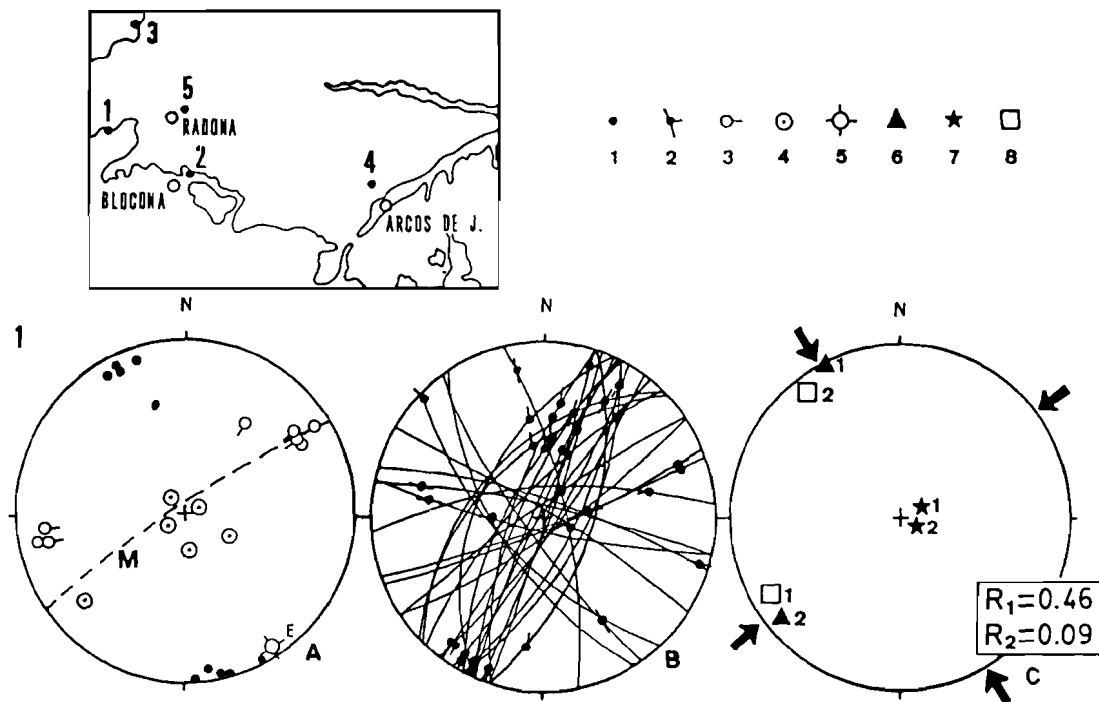 3
5
1
RADONA
2
4
BLOCONA
ARCOS DE J.
1 2 3 4 5 6 7 8
1
N
N
N
M
E
A
B
1
2
1
2
1
2
R₁=0.46
R₂=0.09
C